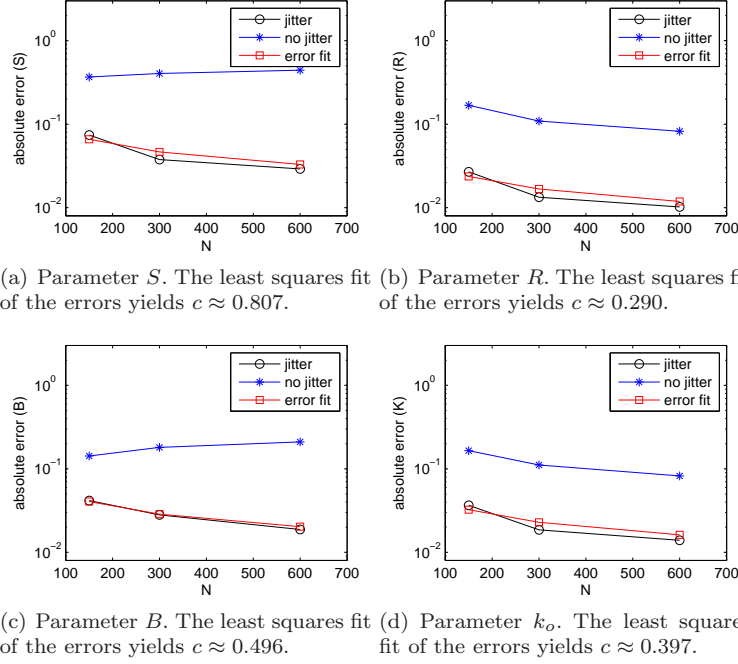 jitter
no jitter
error fit
absolute error (S)
10^0
10^-1
10^-2
100 200 300 400 500 600 700
N
jitter
no jitter
error fit
absolute error (R)
10^0
10^-1
10^-2
100 200 300 400 500 600 700
N
(a) Parameter S. The least squares fit
of the errors yields c ≈ 0.807.
(b) Parameter R. The least squares
of the errors yields c ≈ 0.290.
jitter
no jitter
error fit
absolute error (B)
10^0
10^-1
10^-2
100 200 300 400 500 600 700
N
jitter
no jitter
error fit
absolute error (K)
10^0
10^-1
10^-2
100 200 300 400 500 600 700
N
(c) Parameter B. The least squares fit
of the errors yields c ≈ 0.496.
(d) Parameter k_o. The least square
fit of the errors yields c ≈ 0.397.